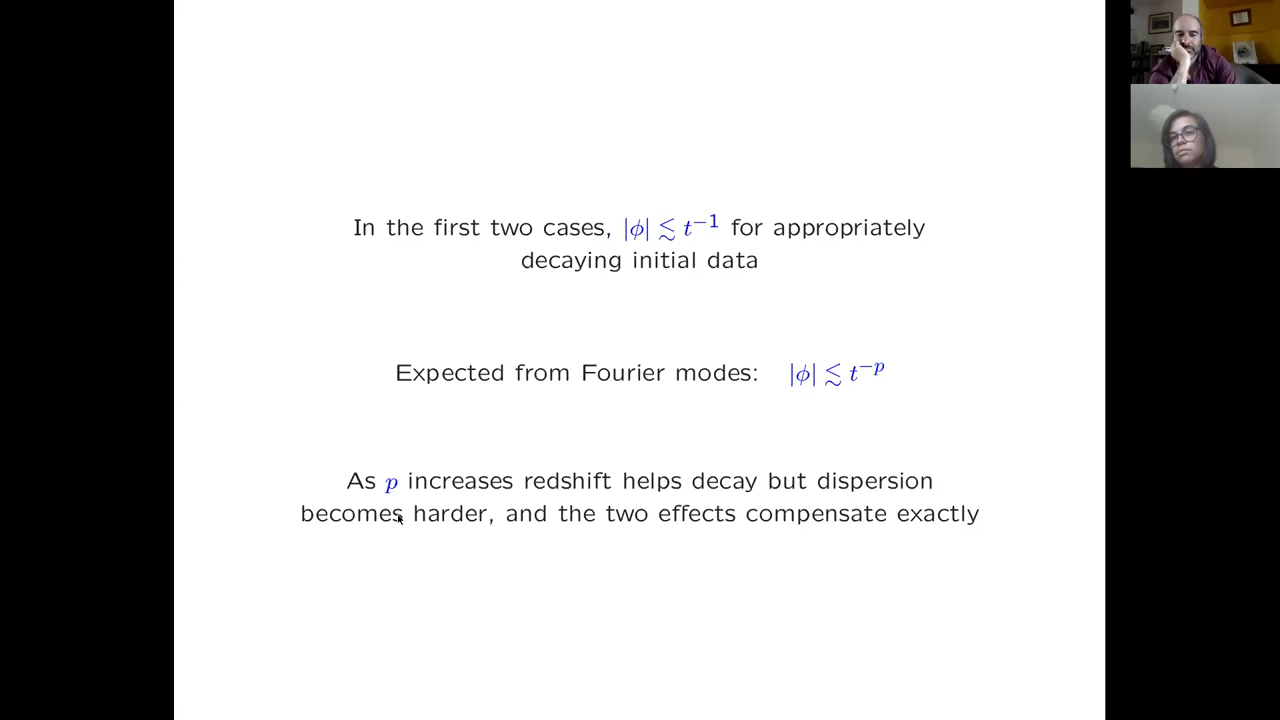 In the first two cases, |ϕ| ≲ t⁻¹ for appropriately
decaying initial data
Expected from Fourier modes: |ϕ| ≲ t⁻ᵖ
As p increases redshift helps decay but dispersion
becomes harder, and the two effects compensate exactly